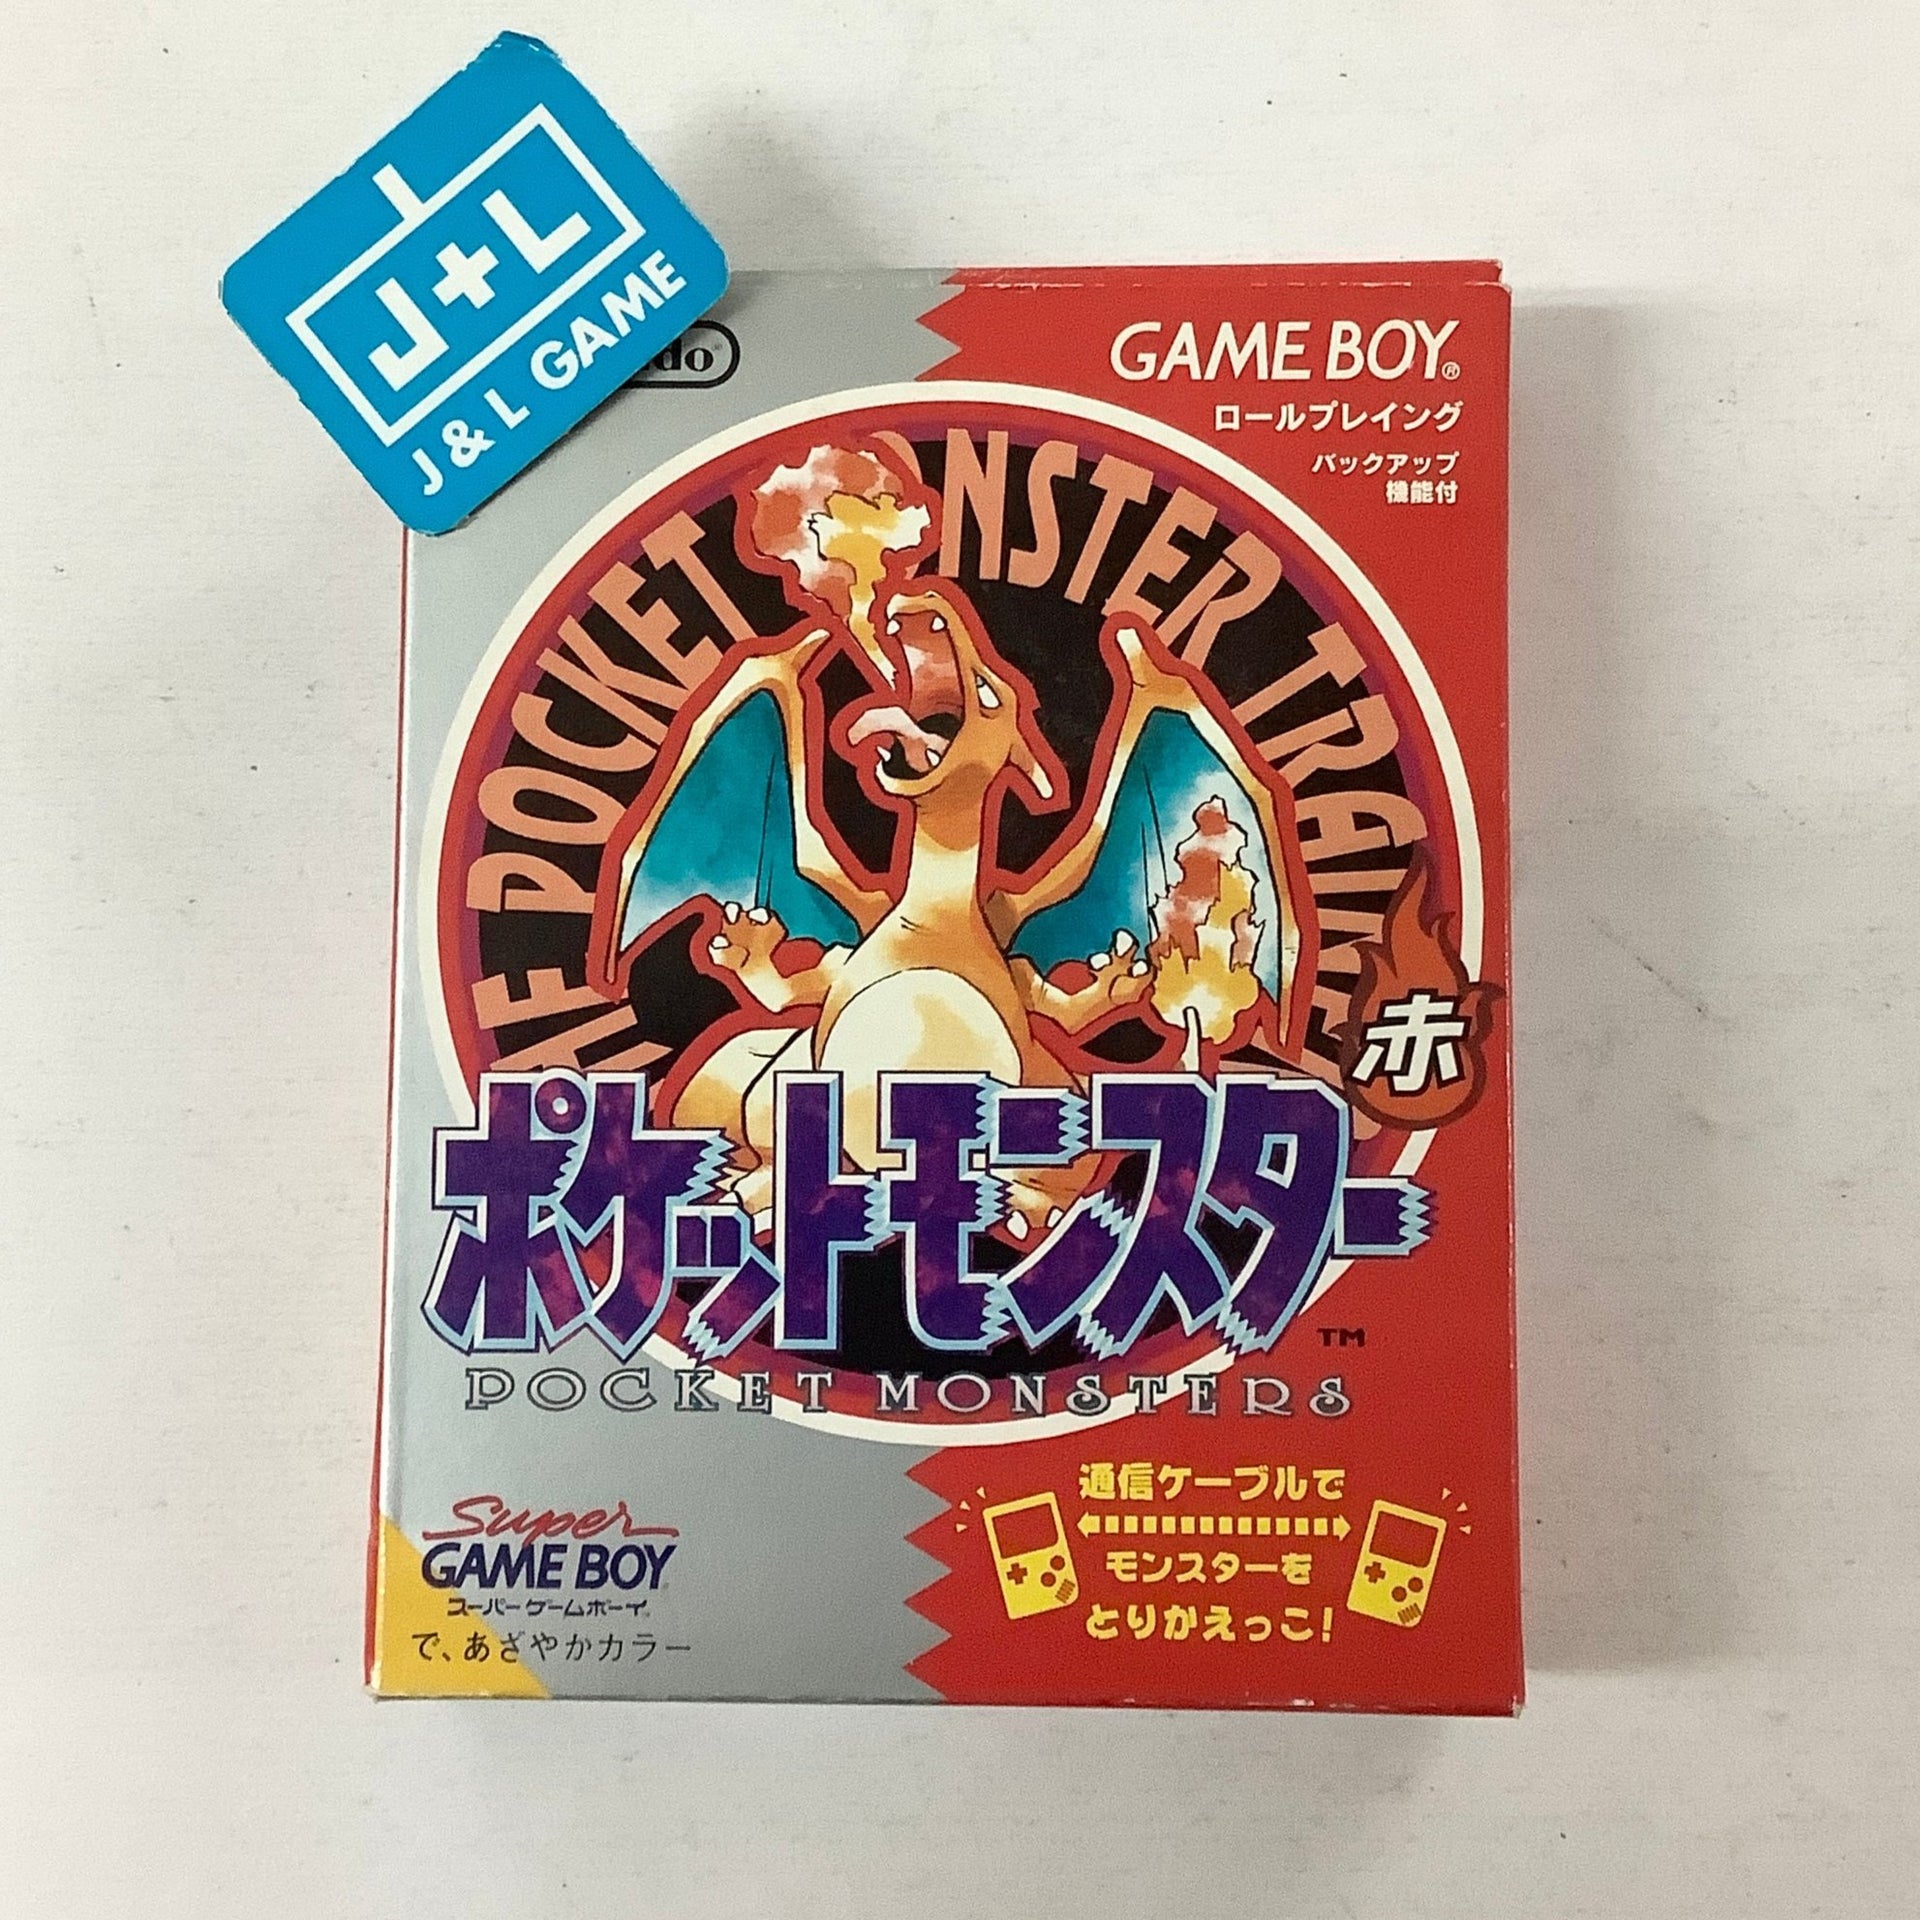 J+L
J & L GAME
GAME BOY®
ロールプレイング
バックアップ
機能付
POCKET MONSTER
赤
ポケットモンスター
TM
POCKET MONSTERS
Super
GAME BOY
スーパーゲームボーイ
で、あざやかカラー
通信ケーブルで
モンスターを
とりかえっこ!